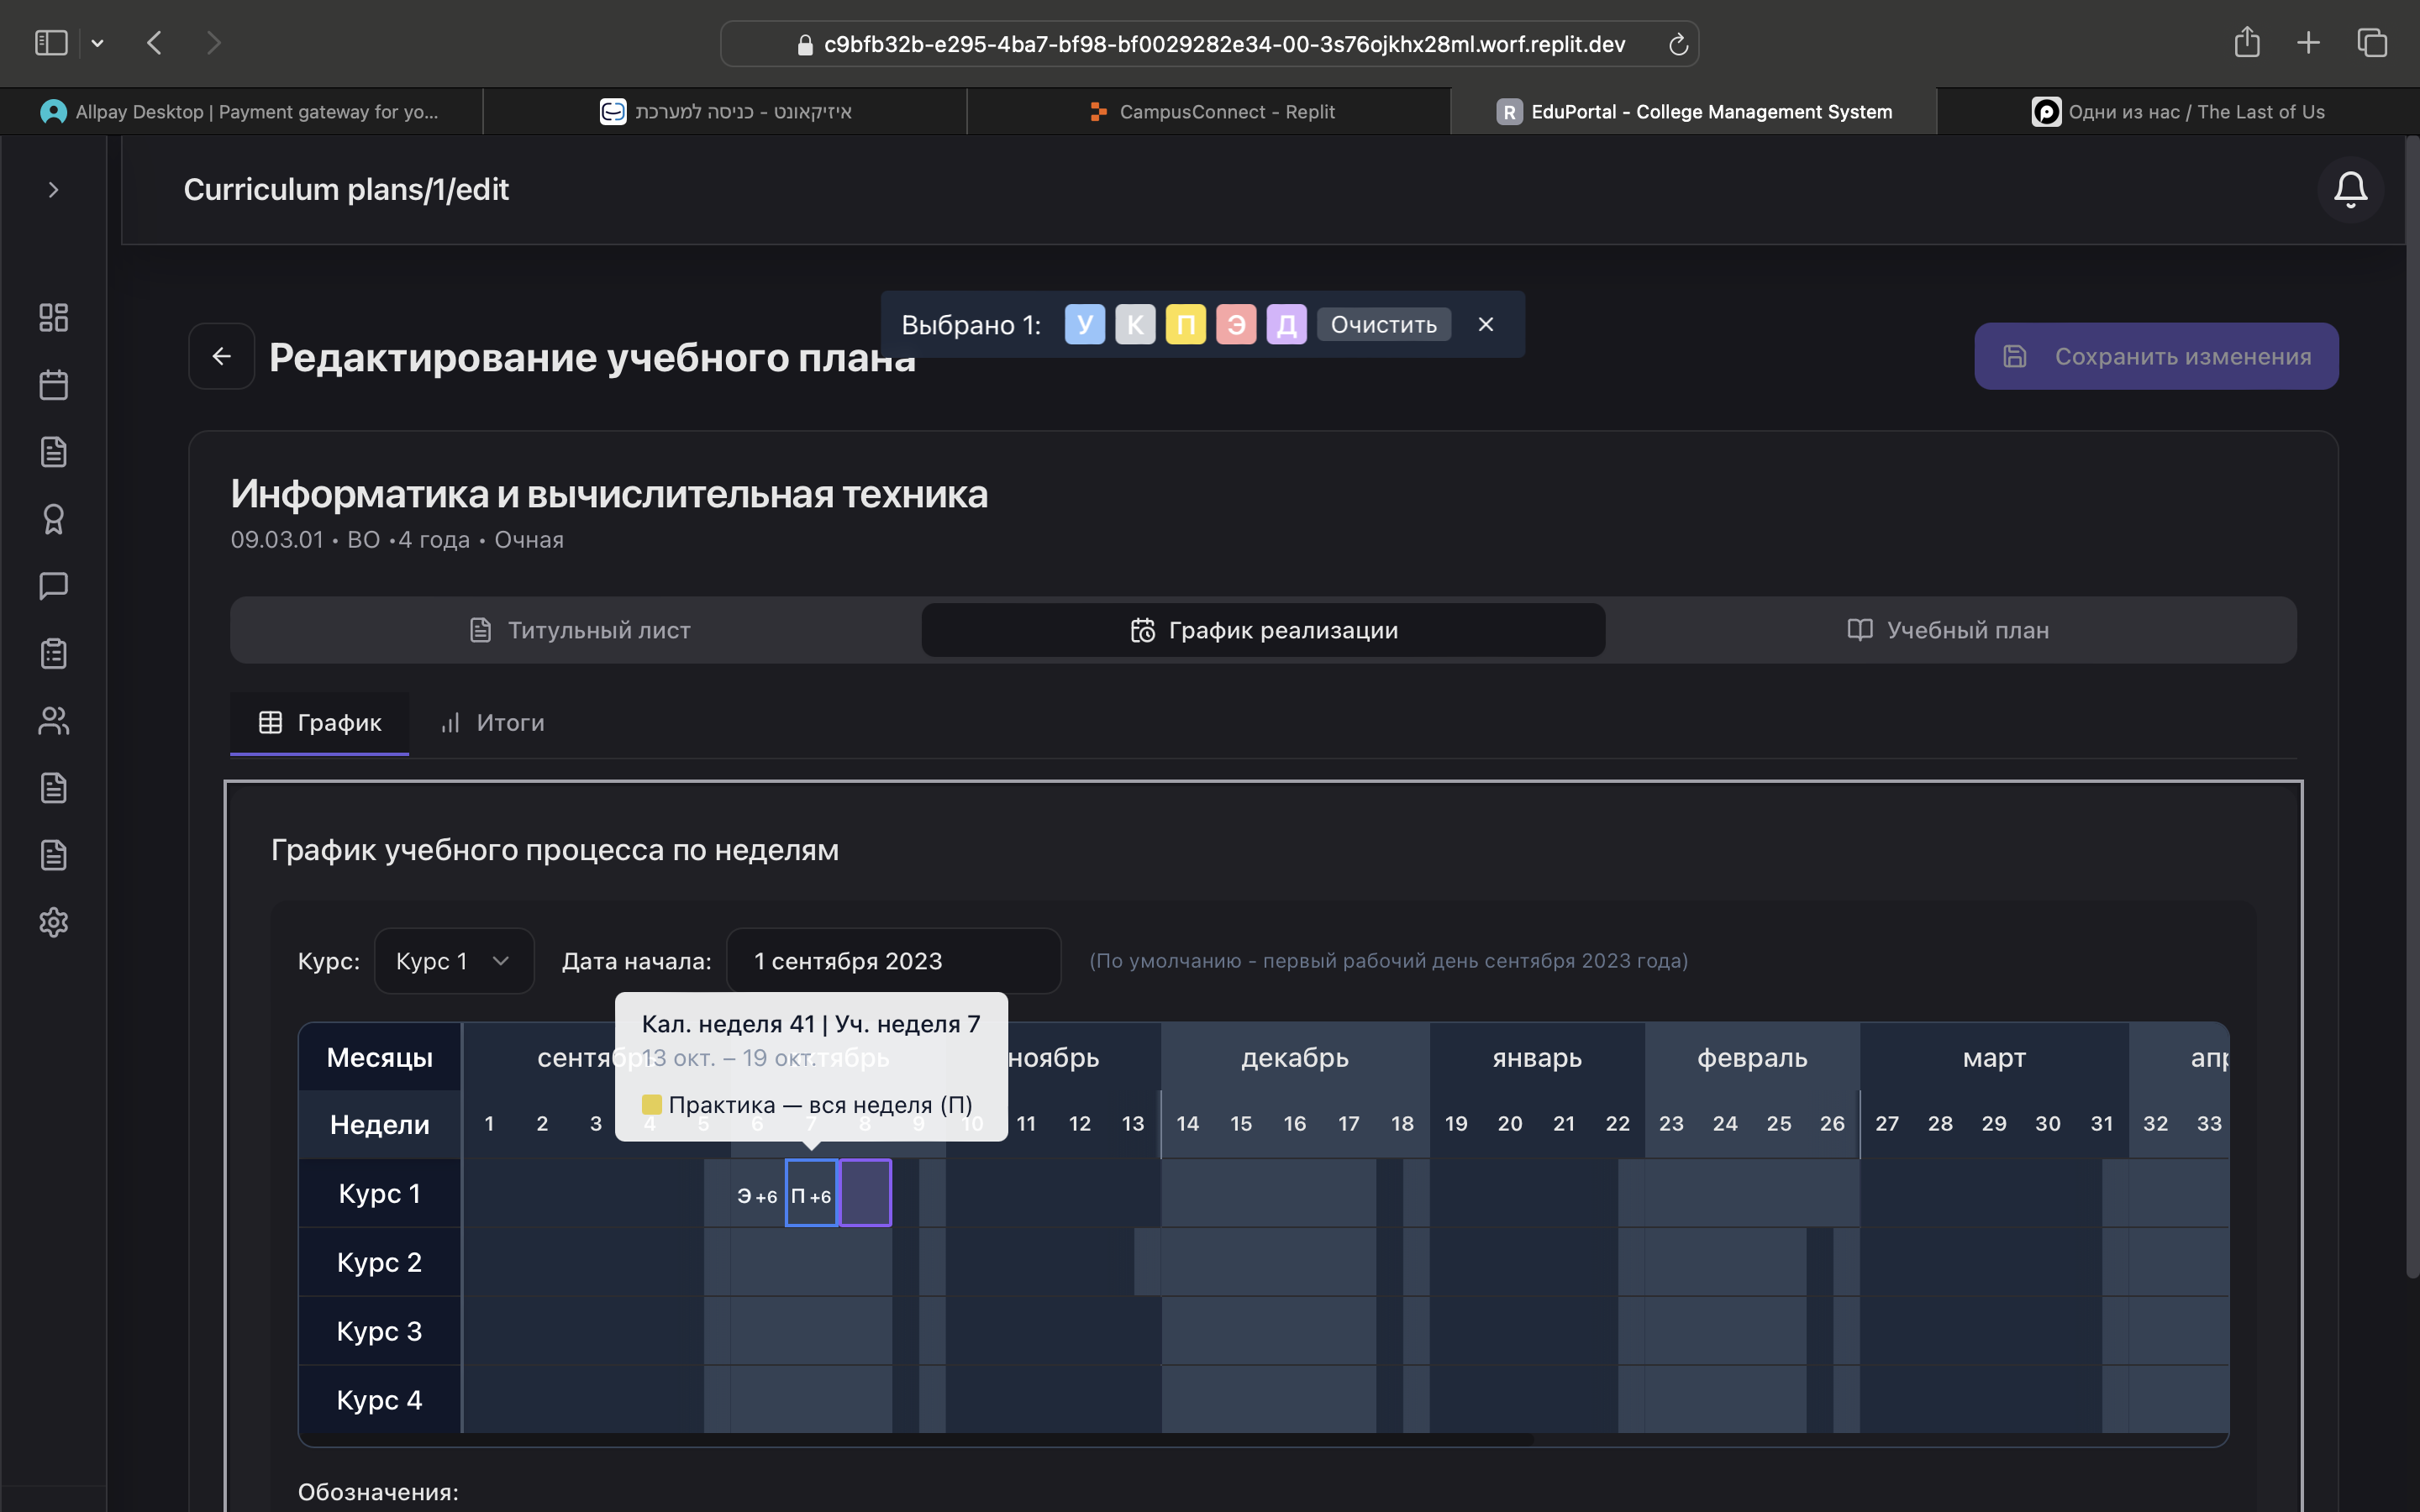 c9bfb32b-e295-4ba7-bf98-bf0029282e34-00-3s76ojkhx28ml.worf.replit.dev
Allpay Desktop | Payment gateway for yo...
איזיקאונט - כניסה למערכת
CampusConnect - Replit
R EduPortal - College Management System
Одни из нас / The Last of Us
Curriculum plans/1/edit
Выбрано 1: У К П Э Д Очистить
Редактирование учебного плана
Сохранить изменения
Информатика и вычислительная техника
09.03.01 • ВО •4 года • Очная
Титульный лист
График реализации
Учебный план
График
Итоги
График учебного процесса по неделям
Курс: Курс 1 Дата начала: 1 сентября 2023 (По умолчанию - первый рабочий день сентября 2023 года)
Кал. неделя 41 | Уч. неделя 7
13 окт. – 19 окт.
Практика — вся неделя (П)
Месяцы сентябрь октябрь ноябрь декабрь январь февраль март апр
Недели 1 2 3 4 5 6 7 8 9 10 11 12 13 14 15 16 17 18 19 20 21 22 23 24 25 26 27 28 29 30 31 32 33
Курс 1 Э +6 П +6
Курс 2
Курс 3
Курс 4
Обозначения: